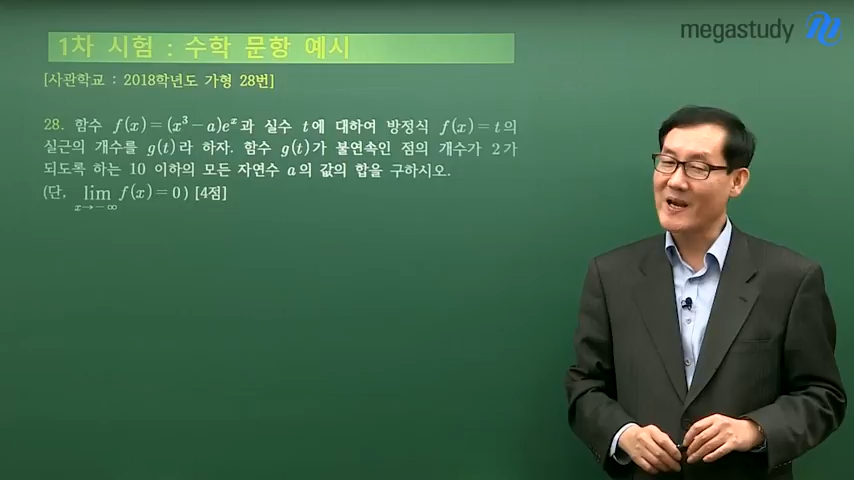 megastudy
1차 시험 : 수학 문항 예시
[사관학교 : 2018학년도 가형 28번]
28. 함수 f(x)=(x³-a)eˣ과 실수 t에 대하여 방정식 f(x)=t의
실근의 개수를 g(t)라 하자. 함수 g(t)가 불연속인 점의 개수가 2가
되도록 하는 10 이하의 모든 자연수 a의 값의 합을 구하시오.
(단, lim f(x)=0) [4점]
x→-∞